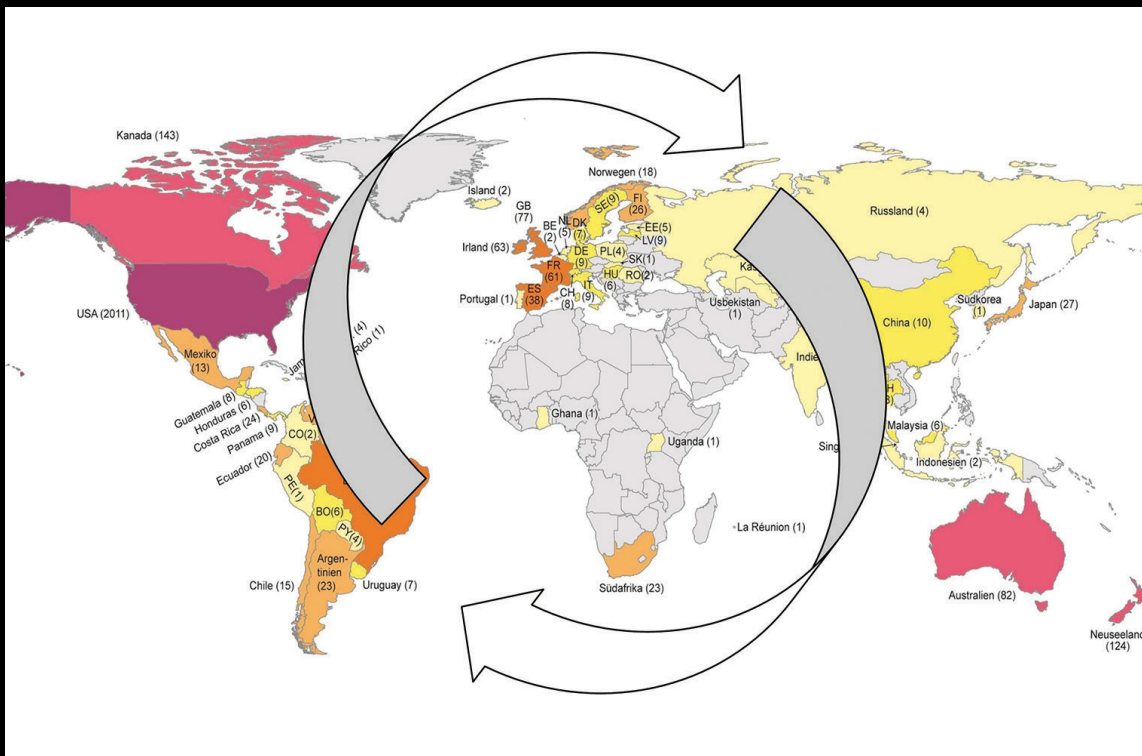 Kanada (143)
USA (2011)
Mexiko
(13)
Guatemala (8)
Honduras (6)
Costa Rica (24)
Panama (9)
Ecuador (20)
CO(2)
PE(1)
BO(6)
PY(4)
Argen-
tinien
(23)
Chile (15)
Uruguay (7)
(4)
Rico (1)
Island (2)
Norwegen (18)
GB
(77)
Irland (63)
BE
(2)
NL
(5)
DK
(7)
SE(9)
FI
(26)
EE(5)
LV(9)
DE
(9)
PL(4)
SK(1)
FR
(61)
HU
(6)
RO(2)
ES
(38)
CH
(8)
IT
(9)
Portugal (1)
Russland (4)
Usbekistan
(1)
China (10)
Südkorea
(1)
Japan (27)
Malaysia (6)
Indonesien (2)
Ghana (1)
Uganda (1)
La Réunion (1)
Südafrika (23)
Australien (82)
Neuseeland
(124)